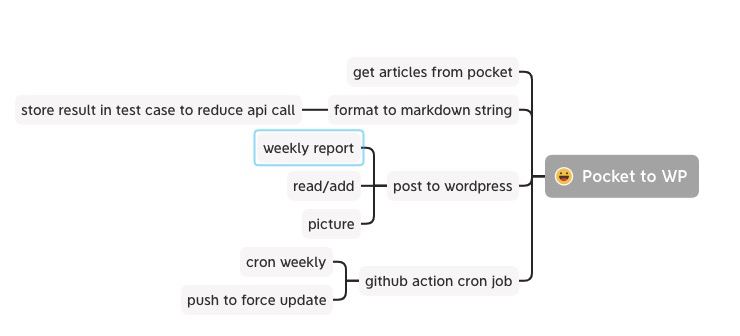 get articles from pocket
store result in test case to reduce api call
format to markdown string
weekly report
read/add
post to wordpress
Pocket to WP
picture
cron weekly
github action cron job
push to force update